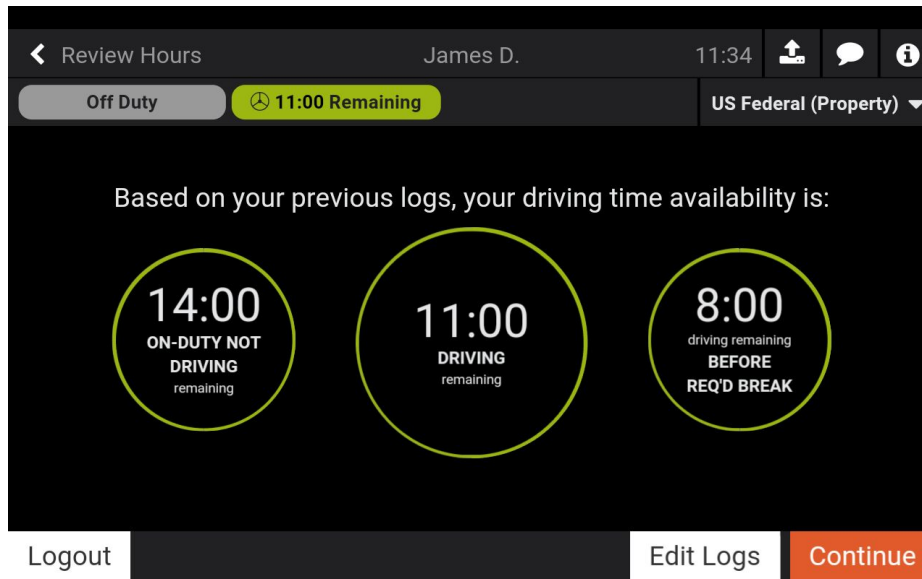 Review Hours
James D.
11:34
Off Duty
11:00 Remaining
US Federal (Property)
Based on your previous logs, your driving time availability is:
14:00
ON-DUTY NOT
DRIVING
remaining
11:00
DRIVING
remaining
8:00
driving remaining
BEFORE
REQ'D BREAK
Logout
Edit Logs
Continue